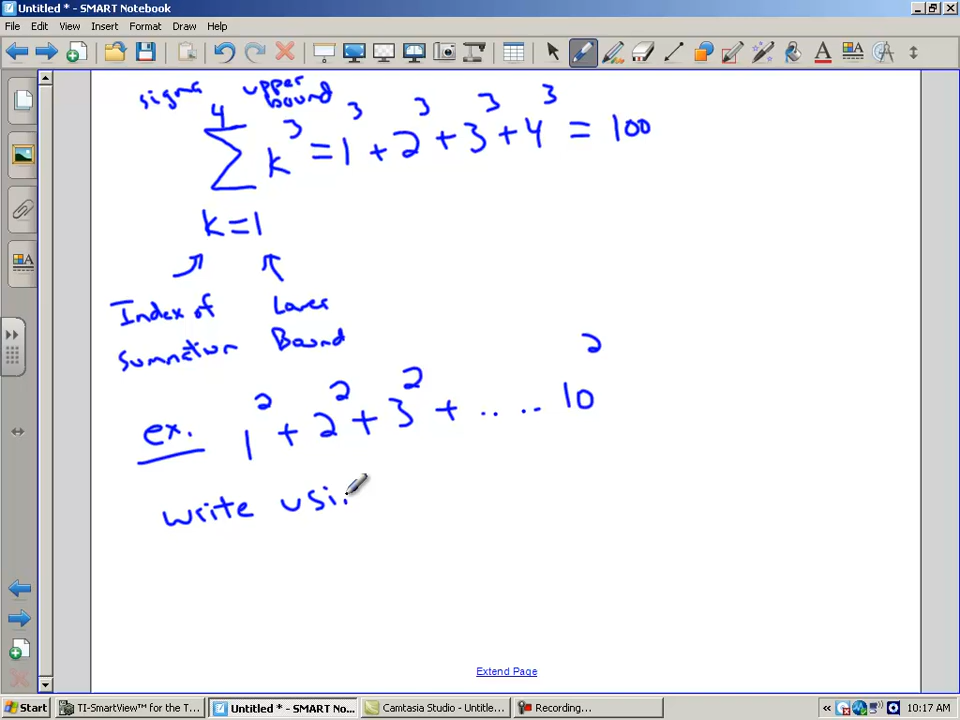 Untitled * - SMART Notebook
File Edit View Insert Format Draw Help
sigma upper bound
4
∑ k³ = 1³ + 2³ + 3³ + 4³ = 100
k = 1
Index of Lower
Summation Bound
ex. 1² + 2² + 3² + ..... 10²
write usi
Extend Page
Start TI-SmartView™ for the T... Untitled * - SMART No... Camtasia Studio - Untitle... Recording... « 10:17 AM